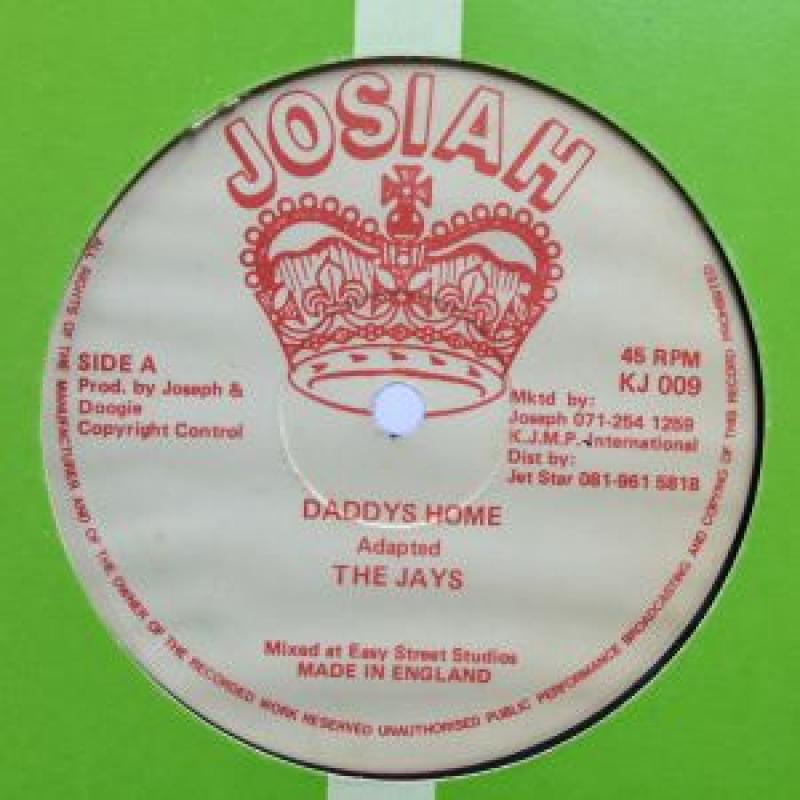 JOSIAH
SIDE A
Prod. by Joseph &
Doogie
Copyright Control
45 RPM
KJ 009
Mktd by:
Joseph 071-254 1259
K.J.M.P. International
Dist by:
Jet Star 081-961 5818
DADDYS HOME
Adapted
THE JAYS
Mixed at Easy Street Studios
MADE IN ENGLAND
ALL RIGHTS OF THE MANUFACTURER AND OF THE OWNER OF THE RECORDED WORK RESERVED UNAUTHORISED PUBLIC PERFORMANCE BROADCASTING AND COPYING OF THIS RECORD PROHIBITED